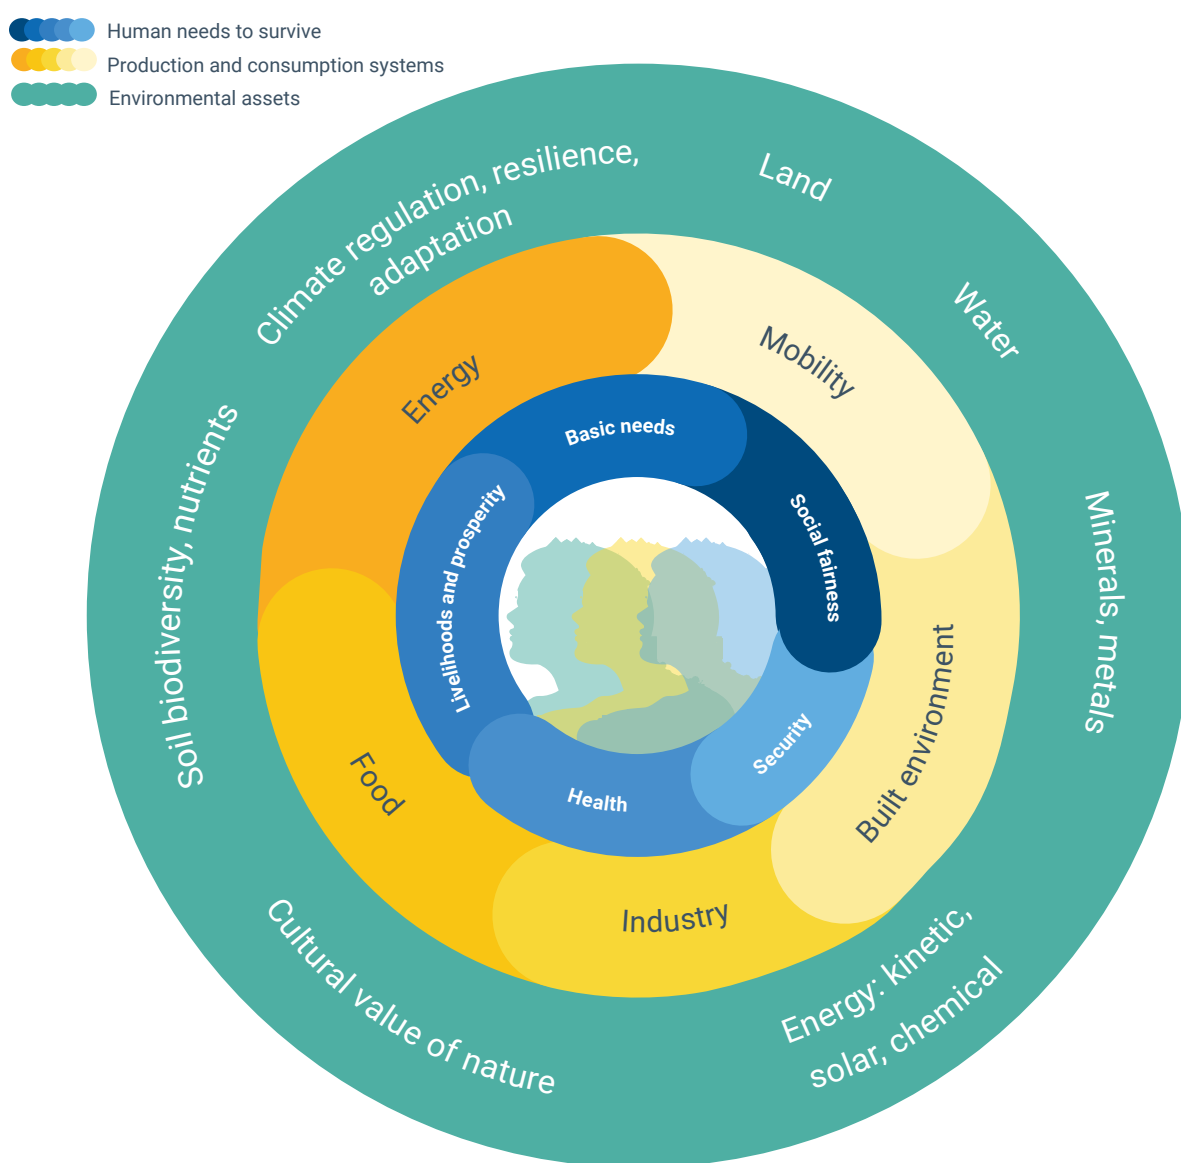 Human needs to survive
Production and consumption systems
Environmental assets
Climate regulation, resilience,
adaptation
Land
Water
Minerals, metals
Energy: kinetic,
solar, chemical
Cultural value of nature
Soil biodiversity, nutrients
Energy
Mobility
Built environment
Industry
Food
Basic needs
Social fairness
Security
Health
Livelihoods and prosperity